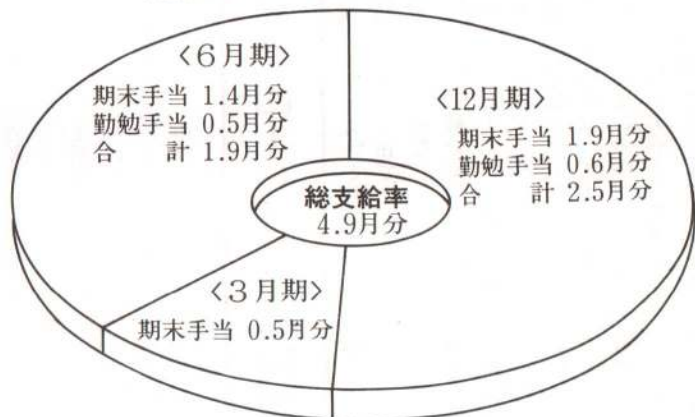 〈6月期〉
期末手当 1.4月分
勤勉手当 0.5月分
合　　計 1.9月分
〈12月期〉
期末手当 1.9月分
勤勉手当 0.6月分
合　　計 2.5月分
総支給率
4.9月分
〈3月期〉
期末手当 0.5月分